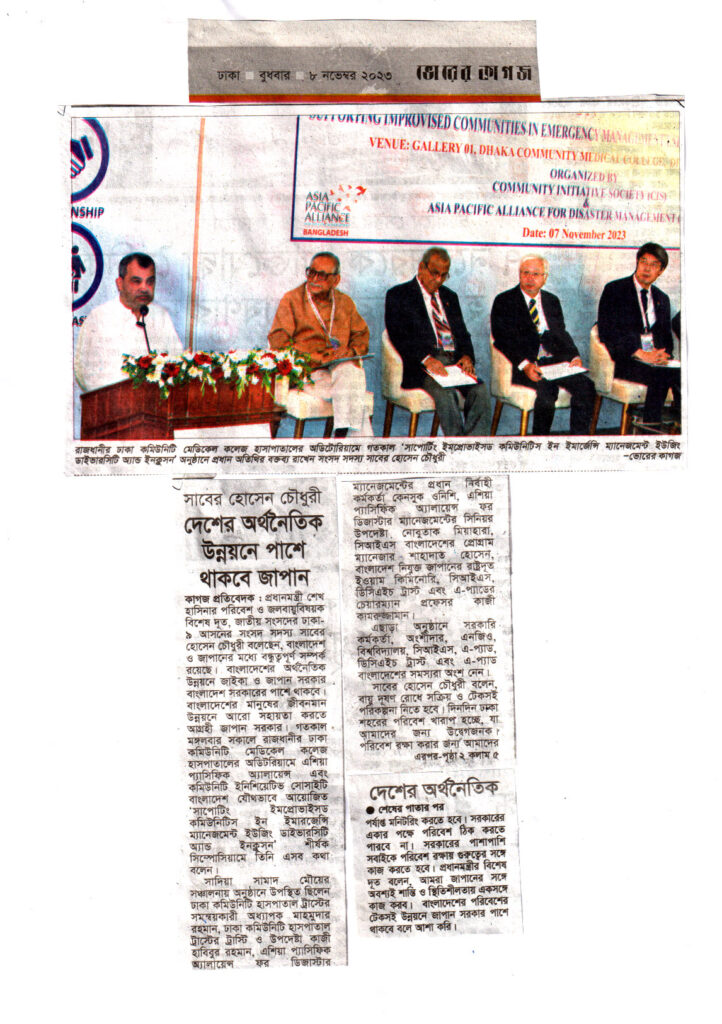 ঢাকা ■ বুধবার ■ ৮ নভেম্বর ২০২৩ ভোরের কাগজ
SUPPORTING IMPROVISED COMMUNITIES IN EMERGENCY MANAGEMENT
VENUE: GALLERY 01, DHAKA COMMUNITY MEDICAL COLLEGE
ORGANIZED BY
COMMUNITY INITIATIVE SOCIETY (CIS)
&
ASIA PACIFIC ALLIANCE FOR DISASTER MANAGEMENT
Date: 07 November 2023
ASIA
PACIFIC
ALLIANCE
BANGLADESH
NSHIP
রাজধানীর ঢাকা কমিউনিটি মেডিকেল কলেজ হাসপাতালের অডিটোরিয়ামে গতকাল 'সাপোর্টিং ইমপ্রোভাইসড কমিউনিটিস ইন ইমার্জেন্সি ম্যানেজমেন্ট ইউজিং
ডাইভারসিটি অ্যান্ড ইনক্লুসন' অনুষ্ঠানে প্রধান অতিথির বক্তব্য রাখেন সংসদ সদস্য সাবের হোসেন চৌধুরী -ভোরের কাগজ
সাবের হোসেন চৌধুরী
দেশের অর্থনৈতিক
উন্নয়নে পাশে
থাকবে জাপান
কাগজ প্রতিবেদক : প্রধানমন্ত্রী শেখ
হাসিনার পরিবেশ ও জলবায়ুবিষয়ক
বিশেষ দূত, জাতীয় সংসদের ঢাকা-
৯ আসনের সংসদ সদস্য সাবের
হোসেন চৌধুরী বলেছেন, বাংলাদেশ
ও জাপানের মধ্যে বন্ধুত্বপূর্ণ সম্পর্ক
রয়েছে। বাংলাদেশের অর্থনৈতিক
উন্নয়নে জাইকা ও জাপান সরকার
বাংলাদেশ সরকারের পাশে থাকবে।
বাংলাদেশের মানুষের জীবনমান
উন্নয়নে আরো সহায়তা করতে
আগ্রহী জাপান সরকার। গতকাল
মঙ্গলবার সকালে রাজধানীর ঢাকা
কমিউনিটি মেডিকেল কলেজ
হাসপাতালের অডিটরিয়ামে এশিয়া
প্যাসিফিক অ্যালায়েন্স এবং
কমিউনিটি ইনিশিয়েটিভ সোসাইটি
বাংলাদেশ যৌথভাবে আয়োজিত
'সাপোর্টিং ইমপ্রোভাইসড
কমিউনিটিস ইন ইমারজেন্সি
ম্যানেজমেন্ট ইউজিং ডাইভারসিটি
অ্যান্ড ইনক্লুসন' শীর্ষক
সিম্পোসিয়ামে তিনি এসব কথা
বলেন।
সাদিয়া সামাদ মৌয়ের
সঞ্চালনায় অনুষ্ঠানে উপস্থিত ছিলেন
ঢাকা কমিউনিটি হাসপাতাল ট্রাস্টের
সমন্বয়কারী অধ্যাপক মাহমুদার
রহমান, ঢাকা কমিউনিটি হাসপাতাল
ট্রাস্টের ট্রাস্টি ও উপদেষ্টা কাজী
হাবিবুর রহমান, এশিয়া প্যাসিফিক
অ্যালায়েন্স ফর ডিজাস্টার
ম্যানেজমেন্টের প্রধান নির্বাহী
কর্মকর্তা কেনসুক ওনিশি, এশিয়া
প্যাসিফিক অ্যালায়েন্স ফর
ডিজাস্টার ম্যানেজমেন্টের সিনিয়র
উপদেষ্টা নোবুতাক মিয়াহারা,
সিআইএস বাংলাদেশের প্রোগ্রাম
ম্যানেজার শাহাদাত হোসেন,
বাংলাদেশ নিযুক্ত জাপানের রাষ্ট্রদূত
ইওয়াম কিমিনোরি, সিআইএস,
ডিসিএইচ ট্রাস্ট এবং এ-প্যাডের
চেয়ারম্যান প্রফেসর কাজী
কামরুজ্জামান।
এছাড়া অনুষ্ঠানে সরকারি
কর্মকর্তা, অংশীদার, এনজিও,
বিশ্ববিদ্যালয়, সিআইএস, এ-প্যাড,
ডিসিএইচ ট্রাস্ট এবং এ-প্যাড
বাংলাদেশের সদস্যরা অংশ নেন।
সাবের হোসেন চৌধুরী বলেন,
বায়ু দূষণ রোধে সক্রিয় ও টেকসই
পরিকল্পনা নিতে হবে। দিনদিন ঢাকা
শহরের পরিবেশ খারাপ হচ্ছে, যা
আমাদের জন্য উদ্বেগজনক।
পরিবেশ রক্ষা করার জন্য আমাদের
এরপর-পৃষ্ঠা ২ কলাম ৫
দেশের অর্থনৈতিক
● শেষের পাতার পর
পর্যাপ্ত মনিটরিং করতে হবে। সরকারের
একার পক্ষে পরিবেশ ঠিক করতে
পারবে না। সরকারের পাশাপাশি
সবাইকে পরিবেশ রক্ষায় গুরুত্বের সঙ্গে
কাজ করতে হবে। প্রধানমন্ত্রীর বিশেষ
দূত বলেন, আমরা জাপানের সঙ্গে
অবশ্যই শান্তি ও স্থিতিশীলতায় একসঙ্গে
কাজ করব। বাংলাদেশের পরিবেশের
টেকসই উন্নয়নে জাপান সরকার পাশে
থাকবে বলে আশা করি।